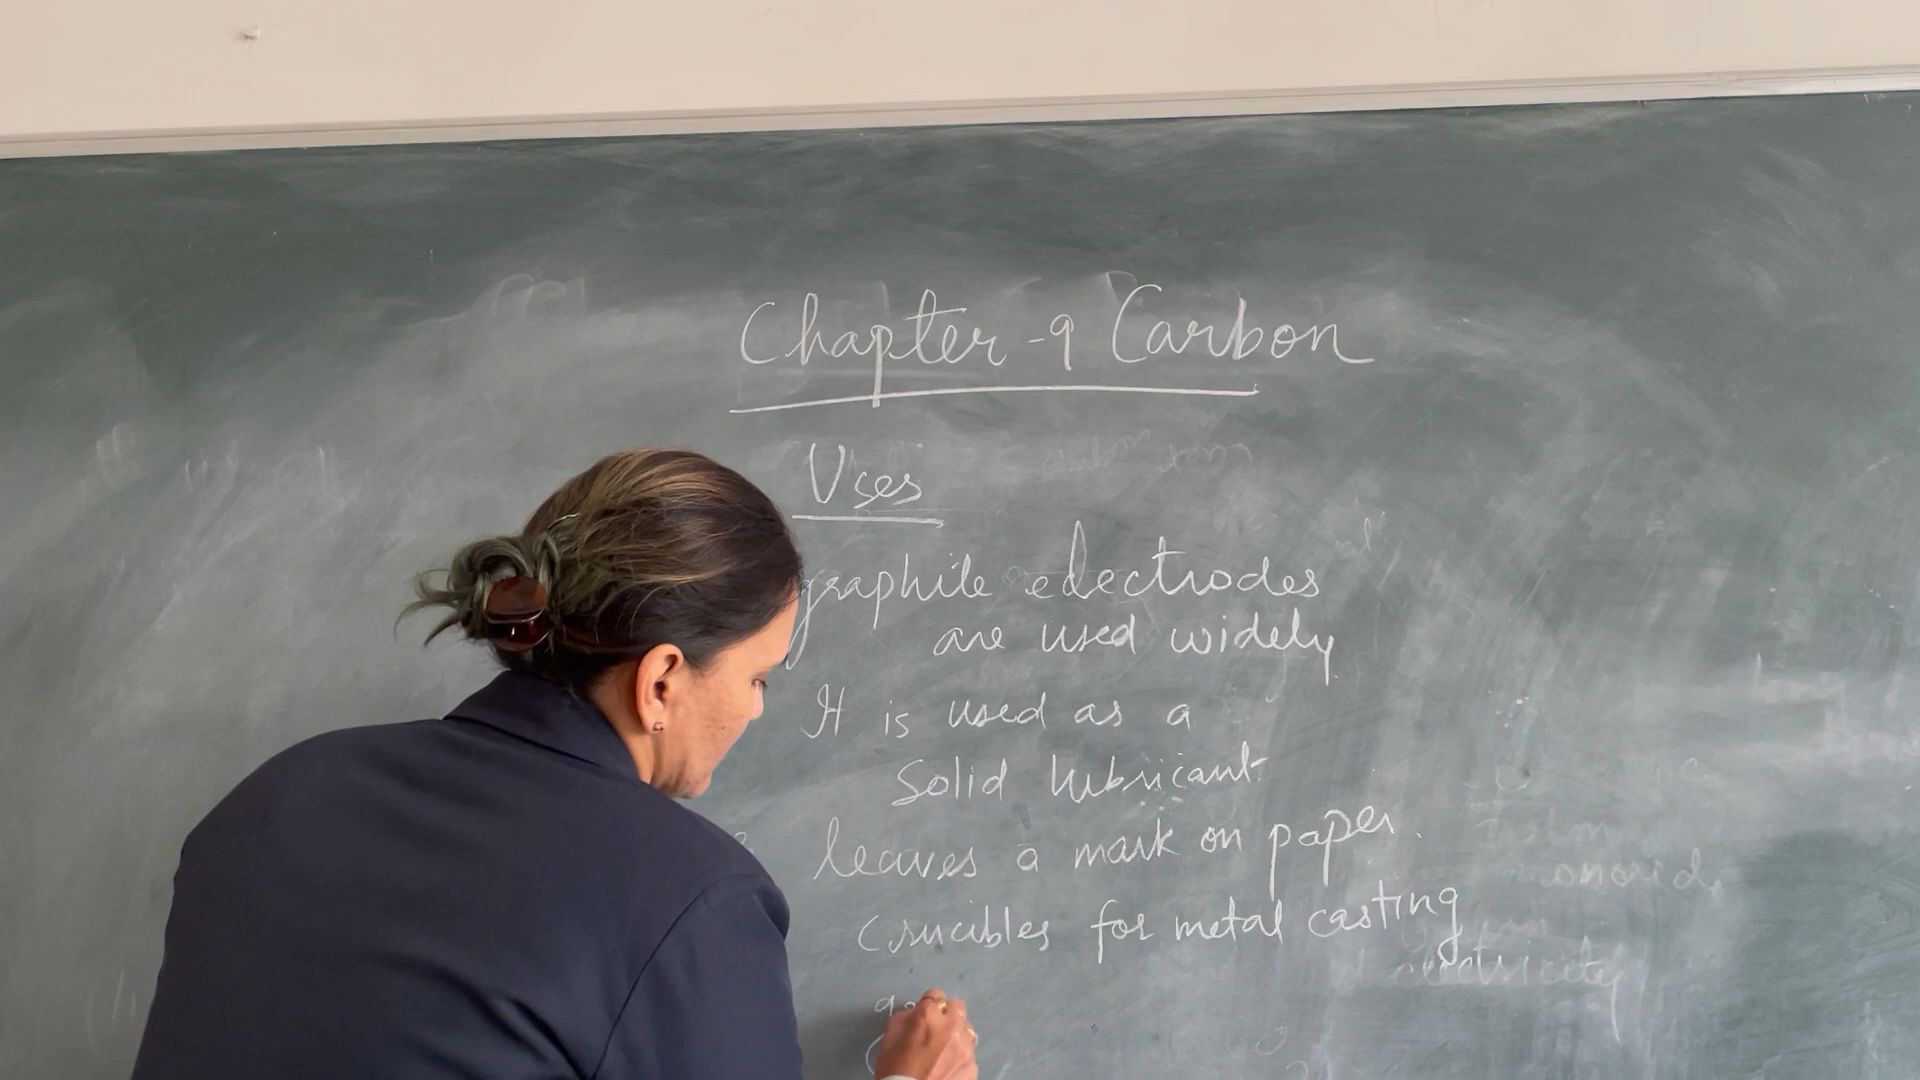 Chapter-9 Carbon
Uses
graphite electrodes
are used widely.
It is used as a
Solid lubricant.
leaves a mark on paper.
Crucibles for metal casting
electricity